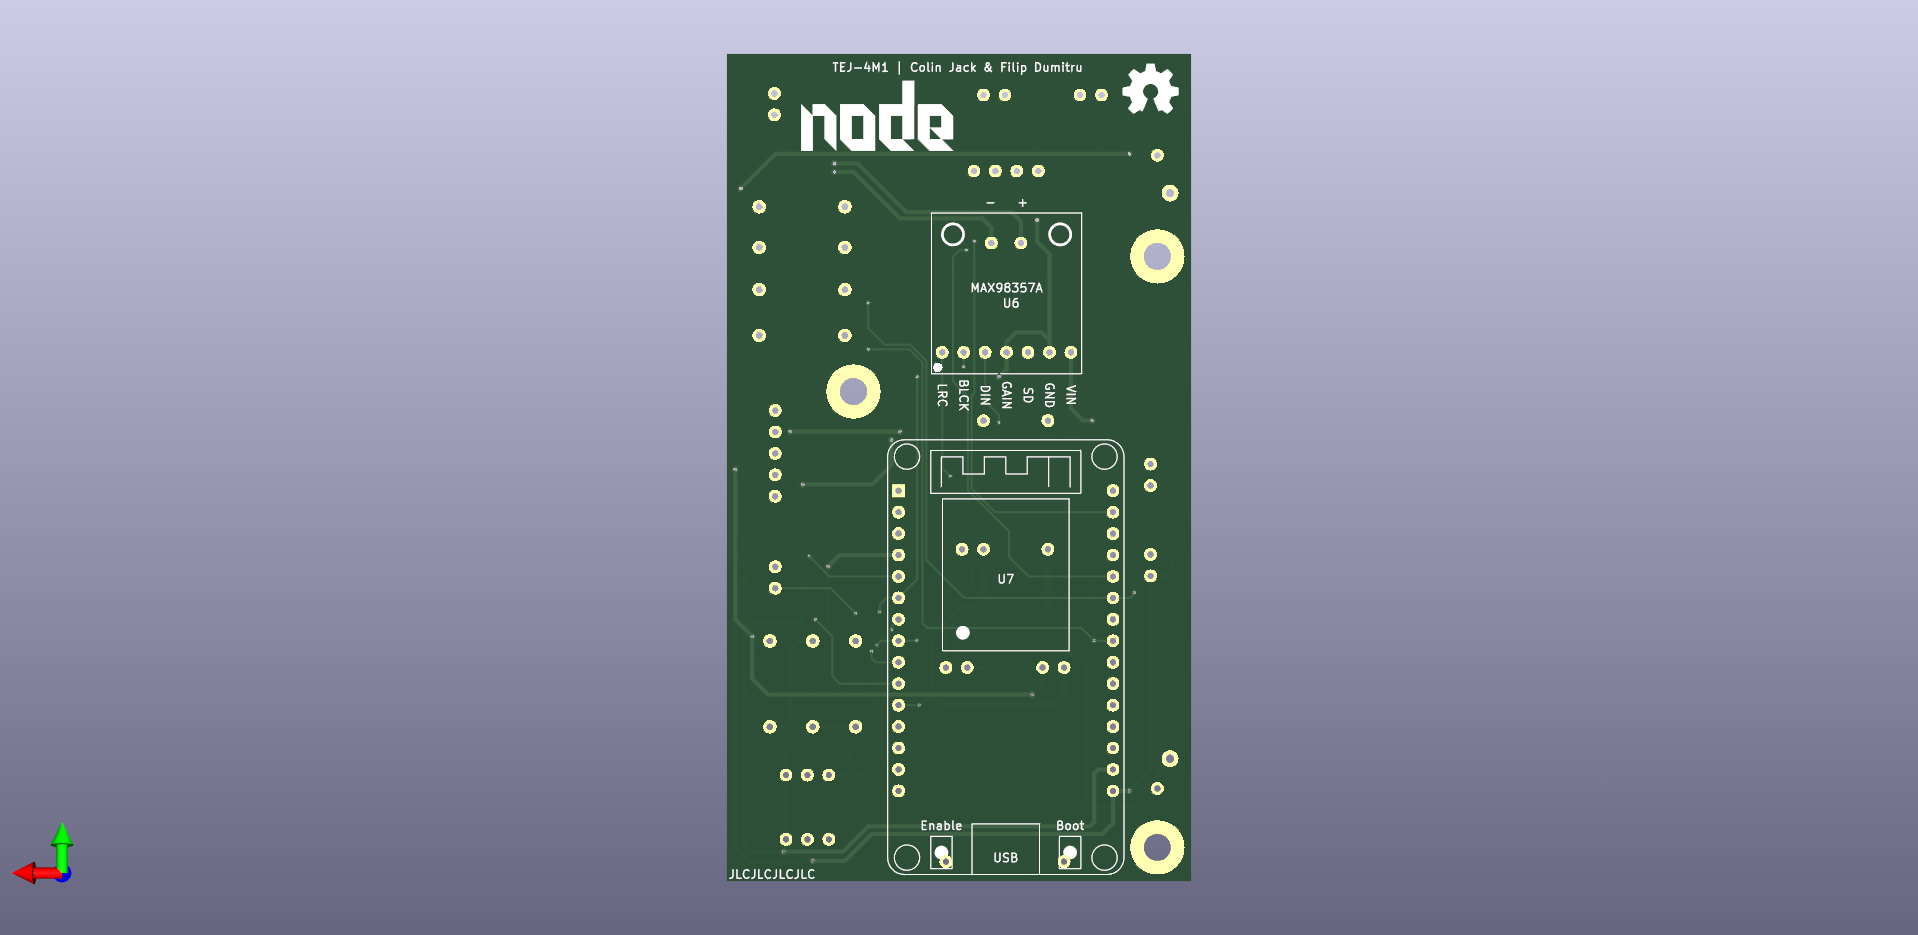 TEJ-4M1 | Colin Jack & Filip Dumitru
node
- +
MAX98357A
U6
LRC
BLCK
DIN
GAIN
SD
GND
VIN
U7
Enable
Boot
USB
JLCJLCJLCJLC